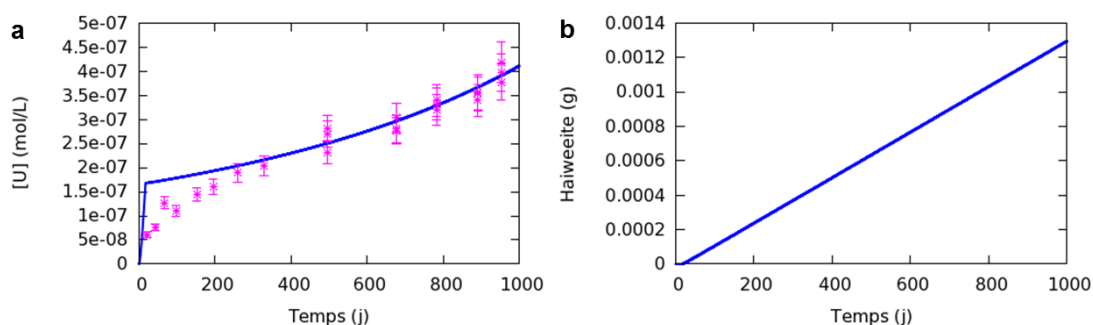 a
[U] (mol/L)
5e-07
4.5e-07
4e-07
3.5e-07
3e-07
2.5e-07
2e-07
1.5e-07
1e-07
5e-08
0
0 200 400 600 800 1000
Temps (j)
b
Haiweeite (g)
0.0014
0.0012
0.001
0.0008
0.0006
0.0004
0.0002
0
0 200 400 600 800 1000
Temps (j)